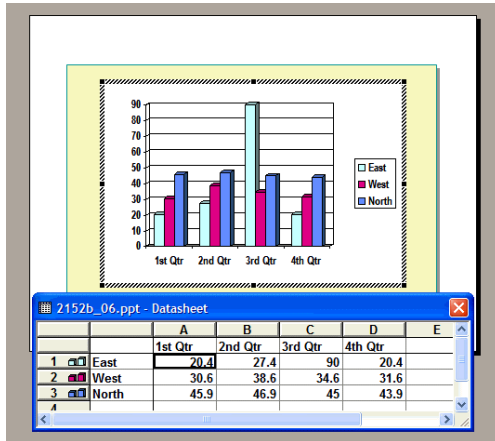 90
80
70
60
50
40
30
20
10
0
East
West
North
1st Qtr 2nd Qtr 3rd Qtr 4th Qtr
2152b_06.ppt - Datasheet
A B C D E
1st Qtr 2nd Qtr 3rd Qtr 4th Qtr
1 East 20.4 27.4 90 20.4
2 West 30.6 38.6 34.6 31.6
3 North 45.9 46.9 45 43.9
4